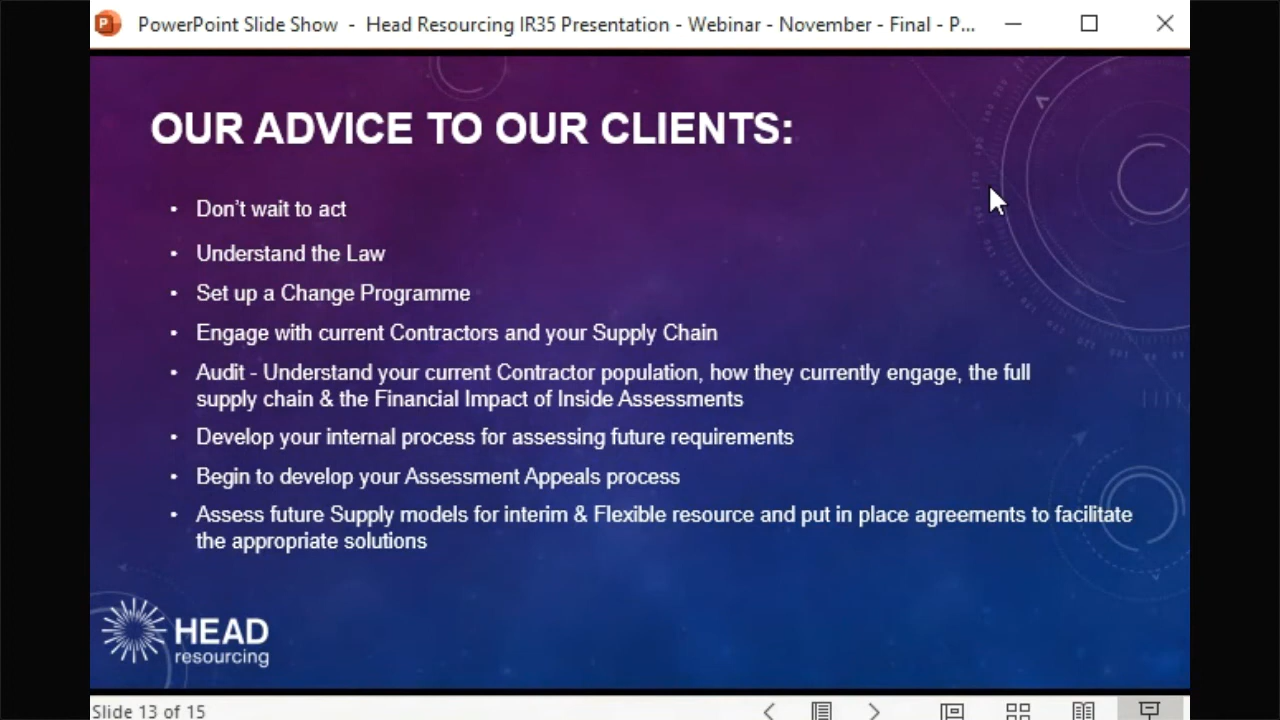 PowerPoint Slide Show - Head Resourcing IR35 Presentation - Webinar - November - Final - P...
OUR ADVICE TO OUR CLIENTS:
• Don't wait to act
• Understand the Law
• Set up a Change Programme
• Engage with current Contractors and your Supply Chain
• Audit - Understand your current Contractor population, how they currently engage, the full
supply chain & the Financial Impact of Inside Assessments
• Develop your internal process for assessing future requirements
• Begin to develop your Assessment Appeals process
• Assess future Supply models for interim & Flexible resource and put in place agreements to facilitate
the appropriate solutions
HEAD
resourcing
Slide 13 of 15